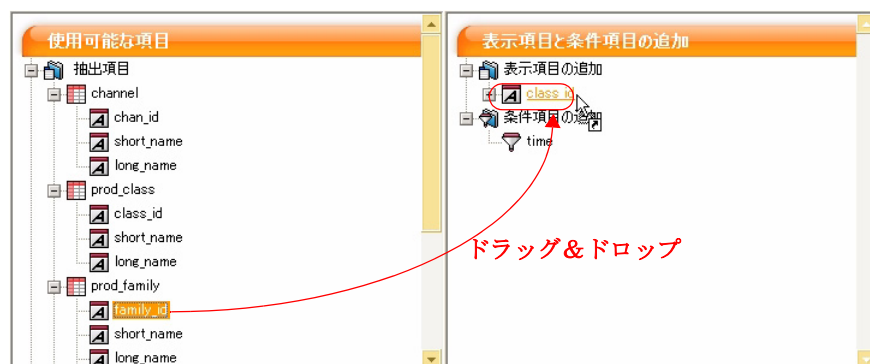 使用可能な項目
抽出項目
channel
chan_id
short_name
long_name
prod_class
class_id
short_name
long_name
prod_family
family_id
short_name
long_name
表示項目と条件項目の追加
表示項目の追加
class_id
条件項目の追加
time
ドラッグ＆ドロップ